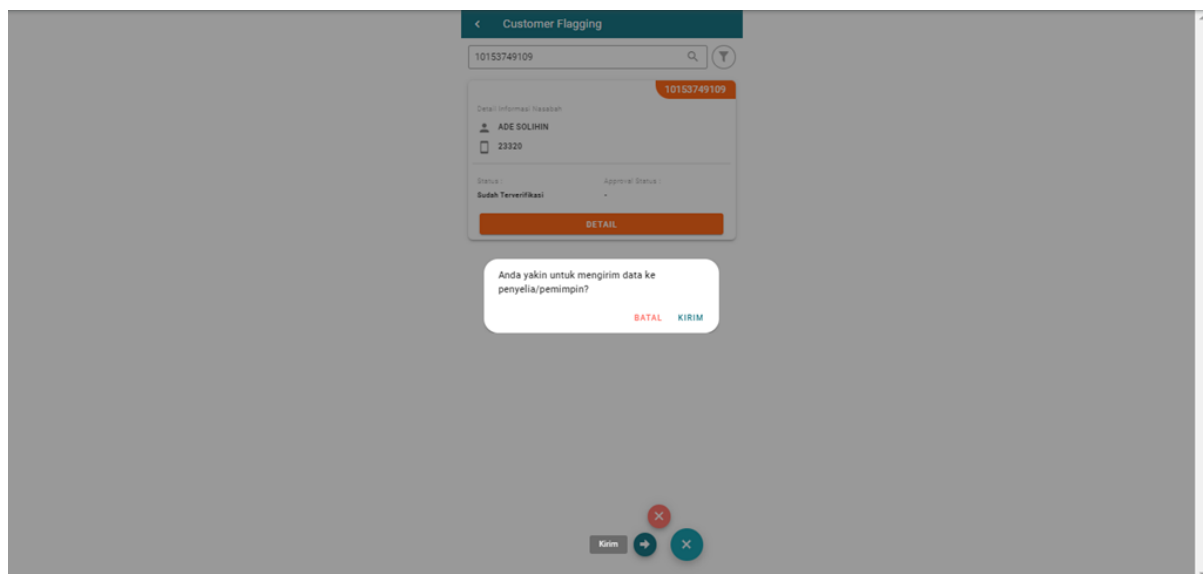 Customer Flagging
10153749109
10153749109
Detail Informasi Nasabah
ADE SOLIHIN
23320
Status : Approval Status :
Sudah Terverifikasi -
DETAIL
Anda yakin untuk mengirim data ke
penyelia/pemimpin?
BATAL KIRIM
Kirim